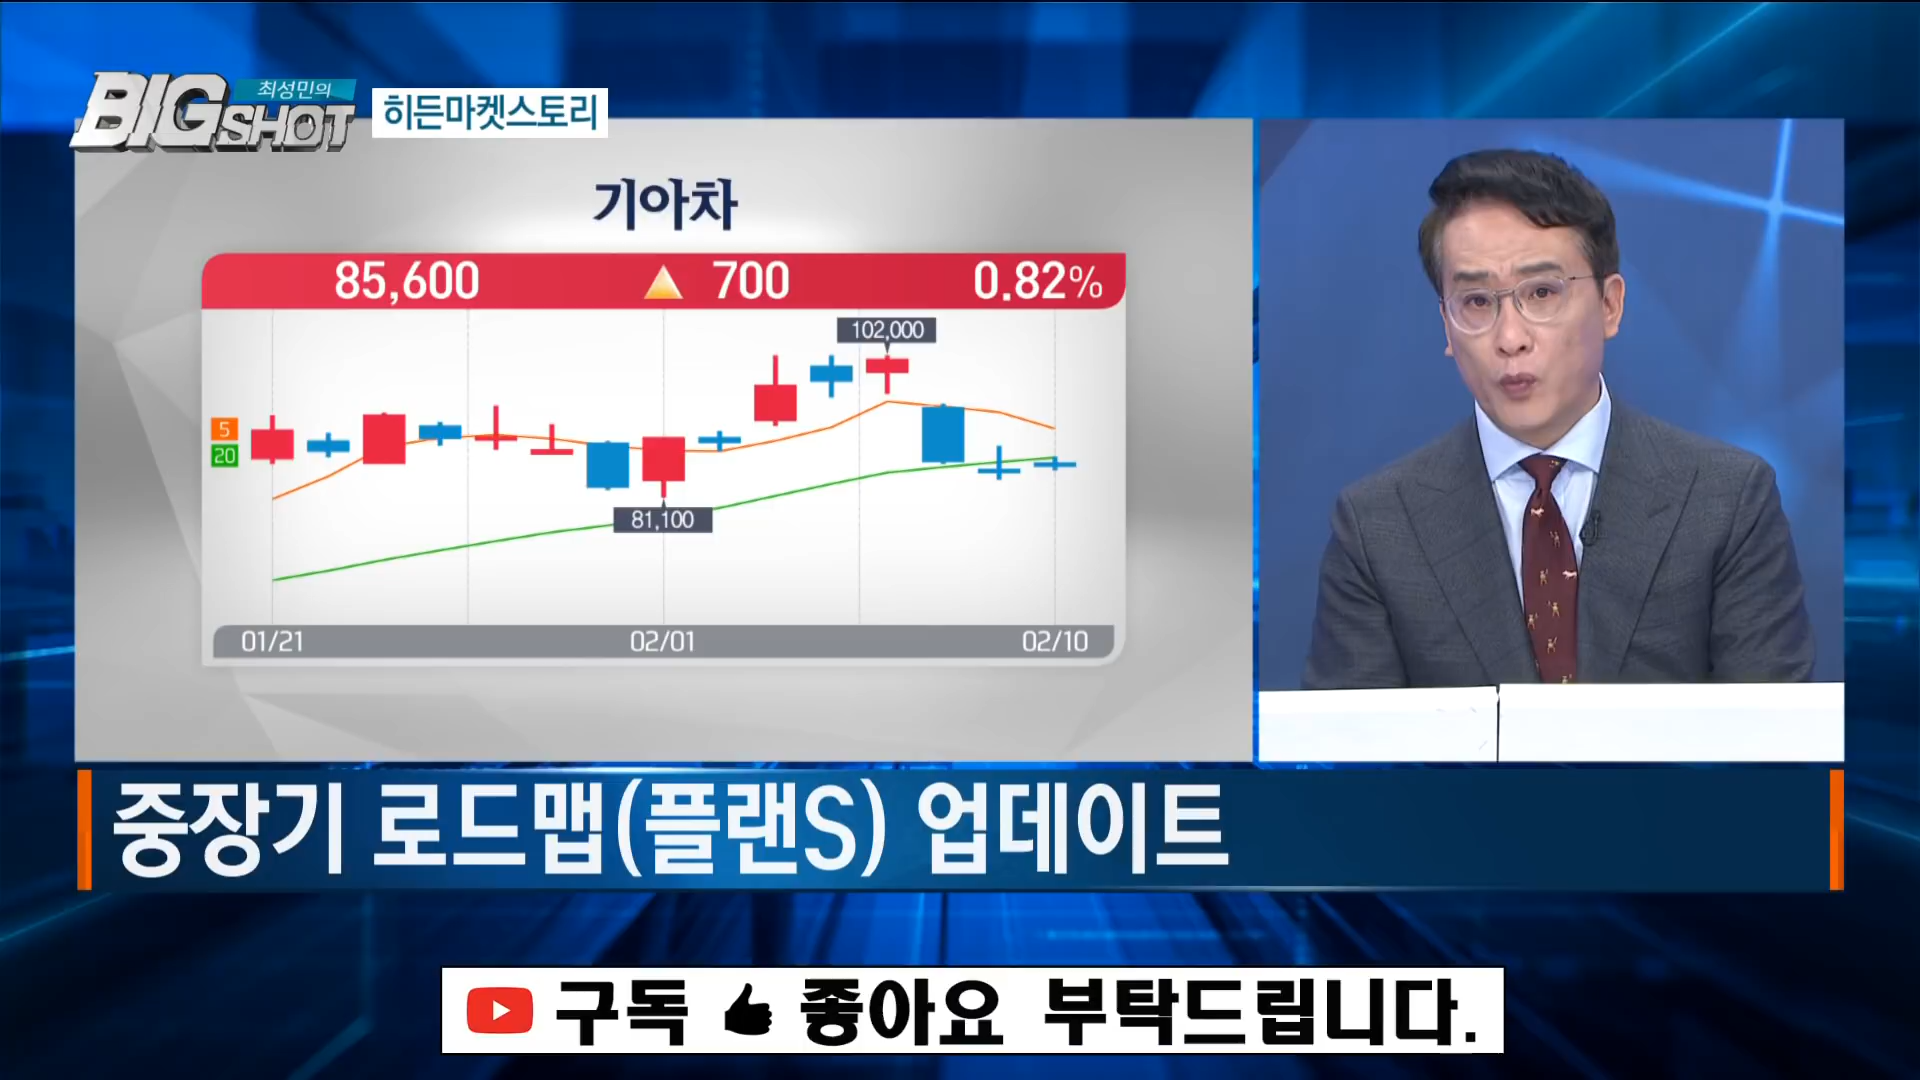 최성민의
BIG SHOT
히든마켓스토리
기아차
85,600 ▲ 700 0.82%
102,000
5
20
81,100
01/21 02/01 02/10
중장기 로드맵(플랜S) 업데이트
구독 좋아요 부탁드립니다.